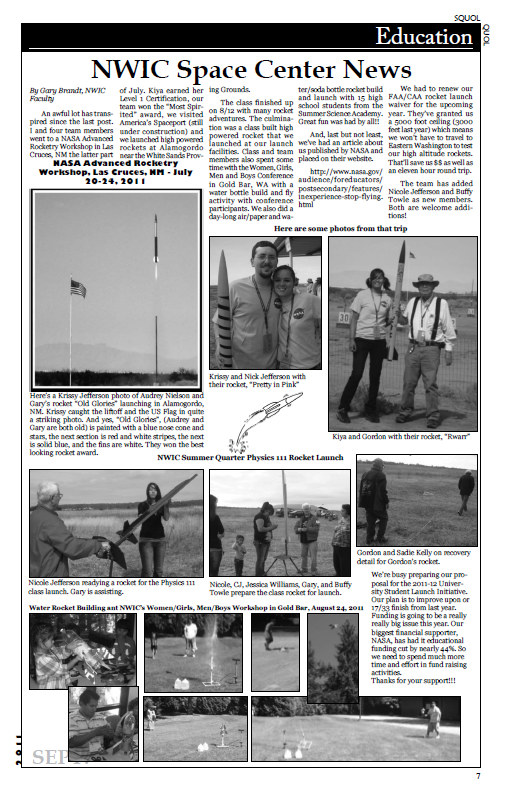 SQUOL
QUOL
Education
NWIC Space Center News
By Gary Brandt, NWIC
Faculty
An awful lot has trans-
pired since the last post.
I and four team members
went to a NASA Advanced
Rocketry Workshop in Las
Cruces, NM the latter part
of July. Kiya earned her
Level 1 Certification, our
team won the "Most Spir-
ited" award, we visited
America's Spaceport (still
under construction) and
we launched high powered
rockets at Alamogordo
near the White Sands Prov-
ing Grounds.
The class finished up
on 8/12 with many rocket
adventures. The culmina-
tion was a class built high
powered rocket that we
launched at our launch
facilities. Class and team
members also spent some
time with the Women, Girls,
Men and Boys Conference
in Gold Bar, WA with a
water bottle build and fly
activity with conference
participants. We also did a
day-long air/paper and wa-
ter/soda bottle rocket build
and launch with 15 high
school students from the
Summer Science Academy.
Great fun was had by all!!
And, last but not least,
we've had an article about
us published by NASA and
placed on their website.
http://www.nasa.gov/
audience/foreducators/
postsecondary/features/
inexperience-stop-flying.
html
We had to renew our
FAA/CAA rocket launch
waiver for the upcoming
year. They've granted us
a 5000 foot ceiling (3000
feet last year) which means
we won't have to travel to
Eastern Washington to test
our high altitude rockets.
That'll save us $$ as well as
an eleven hour round trip.
The team has added
Nicole Jefferson and Buffy
Towle as new members.
Both are welcome addi-
tions!
NASA Advanced Rocketry
Workshop, Las Cruces, NM - July
20-24, 2011
Here's a Krissy Jefferson photo of Audrey Nielson and
Gary's rocket "Old Glories" launching in Alamogordo,
NM. Krissy caught the liftoff and the US Flag in quite
a striking photo. And yes, "Old Glories", (Audrey and
Gary are both old) is painted with a blue nose cone and
stars, the next section is red and white stripes, the next
is solid blue, and the fins are white. They won the best
looking rocket award.
Here are some photos from that trip
Krissy and Nick Jefferson with
their rocket, "Pretty in Pink"
Kiya and Gordon with their rocket, "Rwarr"
NWIC Summer Quarter Physics 111 Rocket Launch
Nicole Jefferson readying a rocket for the Physics 111
class launch. Gary is assisting.
Nicole, CJ, Jessica Williams, Gary, and Buffy
Towle prepare the class rocket for launch.
Gordon and Sadie Kelly on recovery
detail for Gordon's rocket.
We're busy preparing our pro-
posal for the 2011-12 Univer-
sity Student Launch Initiative.
Our plan is to improve upon or
17/33 finish from last year.
Funding is going to be a really
really big issue this year. Our
biggest financial supporter,
NASA, has had it educational
funding cut by nearly 44%. So
we need to spend much more
time and effort in fund raising
activities.
Thanks for your support!!!
Water Rocket Building ant NWIC's Women/Girls, Men/Boys Workshop in Gold Bar, August 24, 2011
7